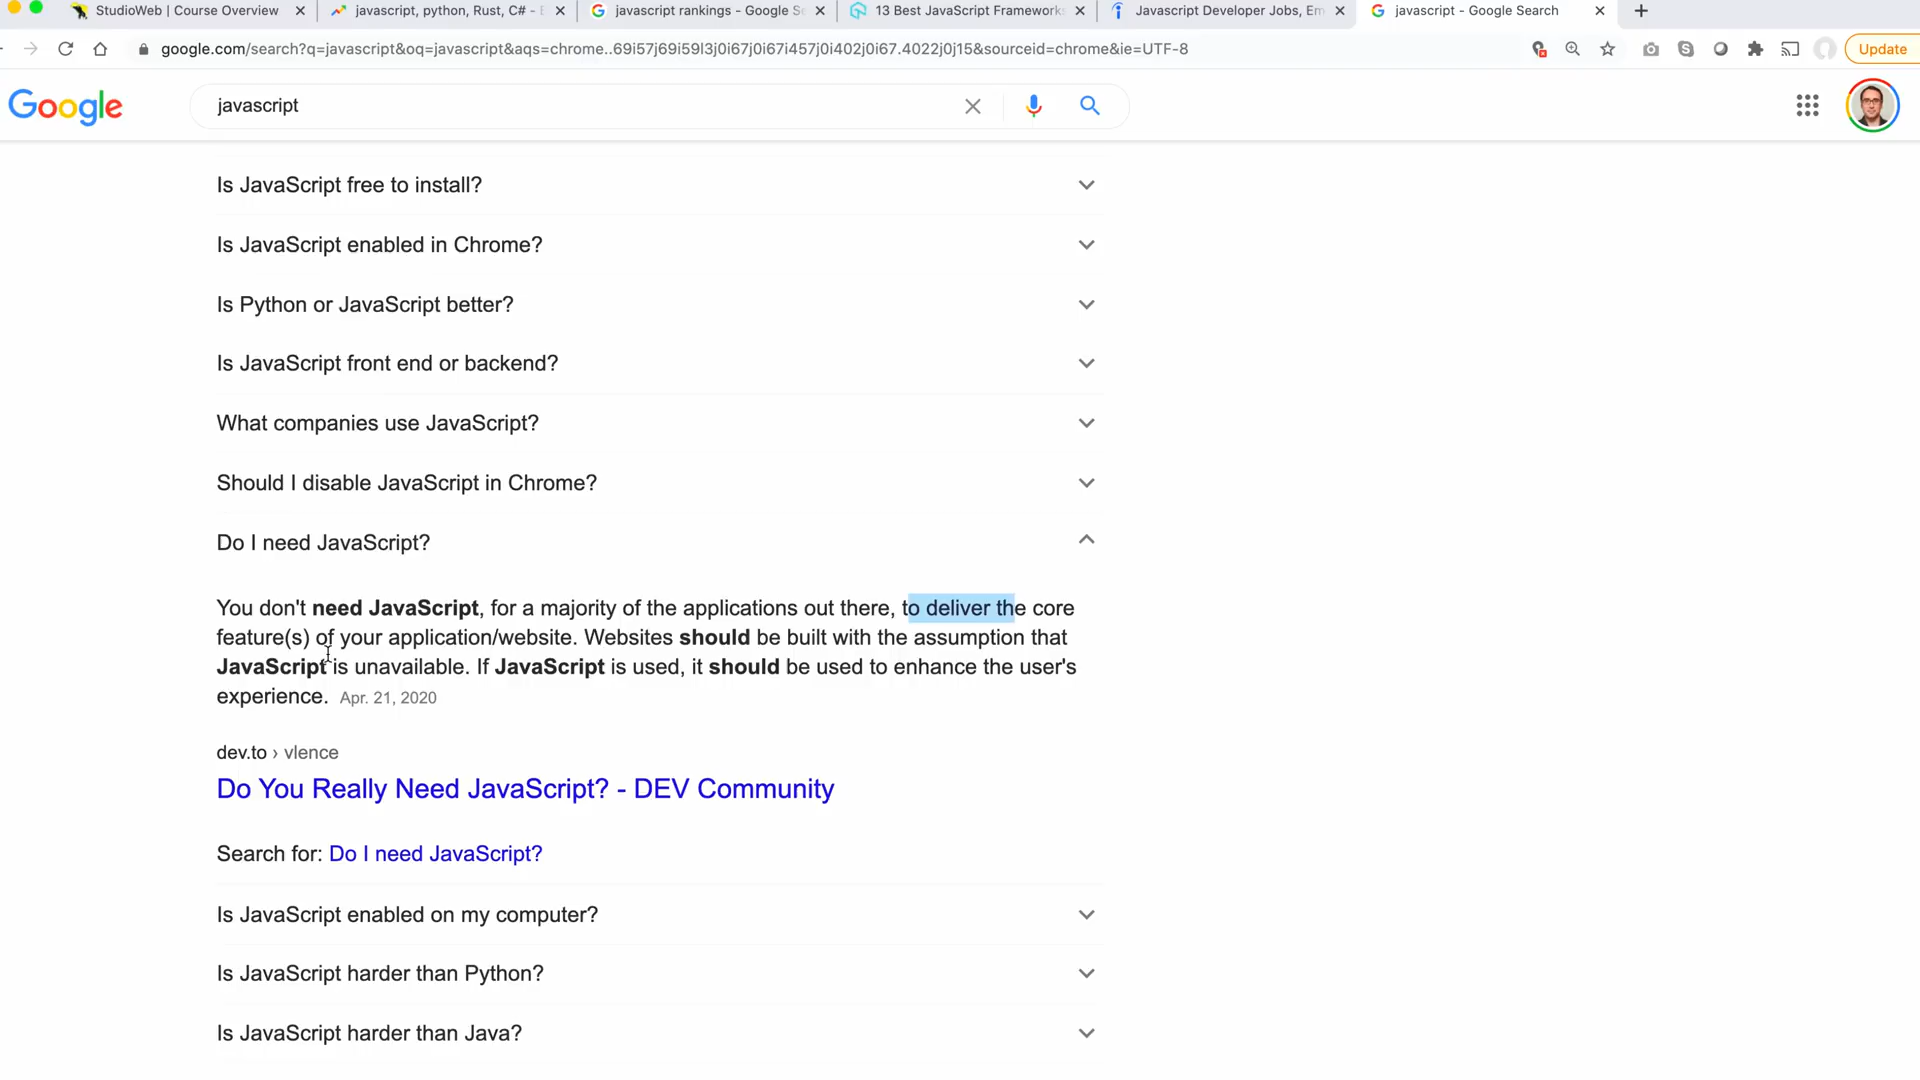 StudioWeb | Course Overview
javascript, python, Rust, C# - E
javascript rankings - Google Se
13 Best JavaScript Frameworks
Javascript Developer Jobs, Em
javascript - Google Search
google.com/search?q=javascript&oq=javascript&aqs=chrome..69i57j69i59l3j0i67j0i67i457j0i402j0i67.4022j0j15&sourceid=chrome&ie=UTF-8
Update
Google
javascript
Is JavaScript free to install?
Is JavaScript enabled in Chrome?
Is Python or JavaScript better?
Is JavaScript front end or backend?
What companies use JavaScript?
Should I disable JavaScript in Chrome?
Do I need JavaScript?
You don't need JavaScript, for a majority of the applications out there, to deliver the core
feature(s) of your application/website. Websites should be built with the assumption that
JavaScript is unavailable. If JavaScript is used, it should be used to enhance the user's
experience. Apr. 21, 2020
dev.to › vlence
Do You Really Need JavaScript? - DEV Community
Search for: Do I need JavaScript?
Is JavaScript enabled on my computer?
Is JavaScript harder than Python?
Is JavaScript harder than Java?